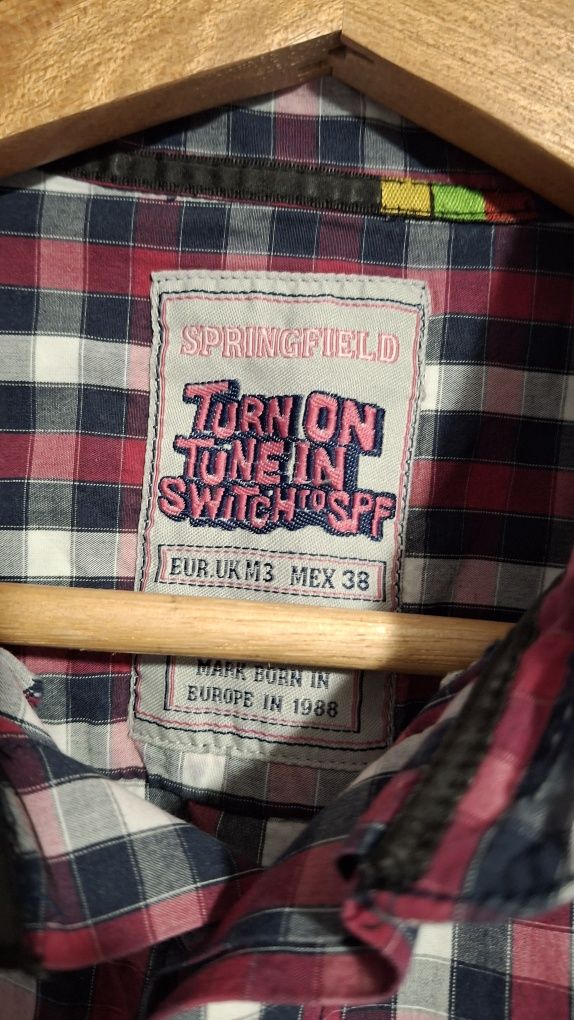 SPRINGFIELD
TURN ON
TUNE IN
SWITCH TO SPF
EUR.UK M3 MEX 38
MARK BORN IN
EUROPE IN 1988